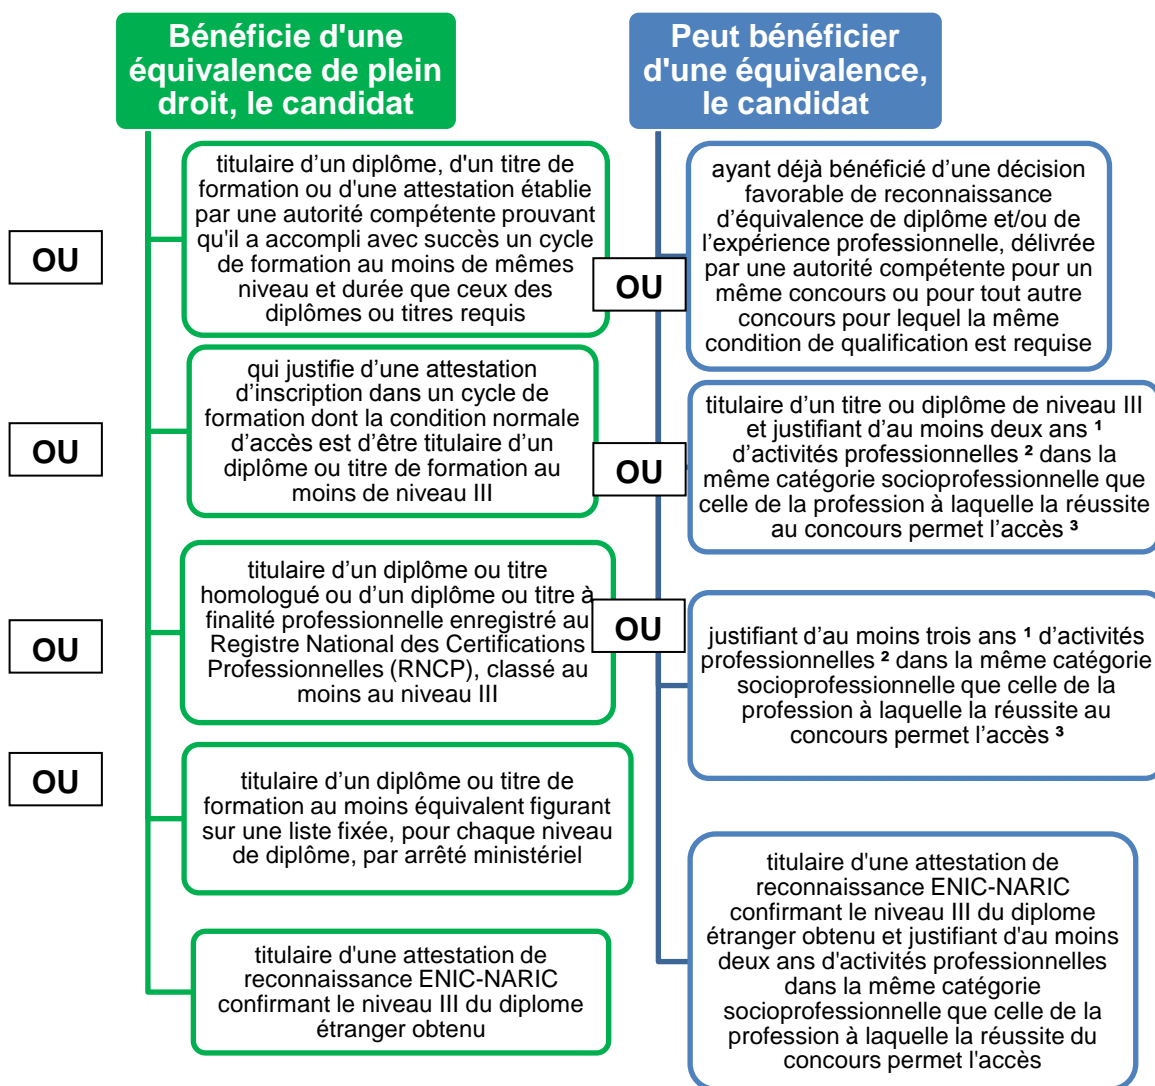 Bénéficie d'une
équivalence de plein
droit, le candidat
titulaire d’un diplôme, d'un titre de
formation ou d'une attestation établie
par une autorité compétente prouvant
qu'il a accompli avec succès un cycle
de formation au moins de mêmes
niveau et durée que ceux des
diplômes ou titres requis
OU
qui justifie d’une attestation
d’inscription dans un cycle de
formation dont la condition normale
d’accès est d’être titulaire d’un
diplôme ou titre de formation au
moins de niveau III
OU
titulaire d’un diplôme ou titre
homologué ou d’un diplôme ou titre à
finalité professionnelle enregistré au
Registre National des Certifications
Professionnelles (RNCP), classé au
moins au niveau III
OU
titulaire d’un diplôme ou titre de
formation au moins équivalent figurant
sur une liste fixée, pour chaque niveau
de diplôme, par arrêté ministériel
OU
titulaire d'une attestation de
reconnaissance ENIC-NARIC
confirmant le niveau III du diplome
étranger obtenu
Peut bénéficier
d'une équivalence,
le candidat
ayant déjà bénéficié d’une décision
favorable de reconnaissance
d’équivalence de diplôme et/ou de
l’expérience professionnelle, délivrée
par une autorité compétente pour un
même concours ou pour tout autre
concours pour lequel la même
condition de qualification est requise
OU
titulaire d’un titre ou diplôme de niveau III
et justifiant d’au moins deux ans ¹
d’activités professionnelles ² dans la
même catégorie socioprofessionnelle que
celle de la profession à laquelle la réussite
au concours permet l’accès ³
OU
justifiant d’au moins trois ans ¹ d’activités
professionnelles ² dans la même catégorie
socioprofessionnelle que celle de la
profession à laquelle la réussite au
concours permet l’accès ³
OU
titulaire d'une attestation de
reconnaissance ENIC-NARIC
confirmant le niveau III du diplome
étranger obtenu et justifiant d'au moins
deux ans d'activités professionnelles
dans la même catégorie
socioprofessionnelle que celle de la
profession à laquelle la réussite du
concours permet l'accès